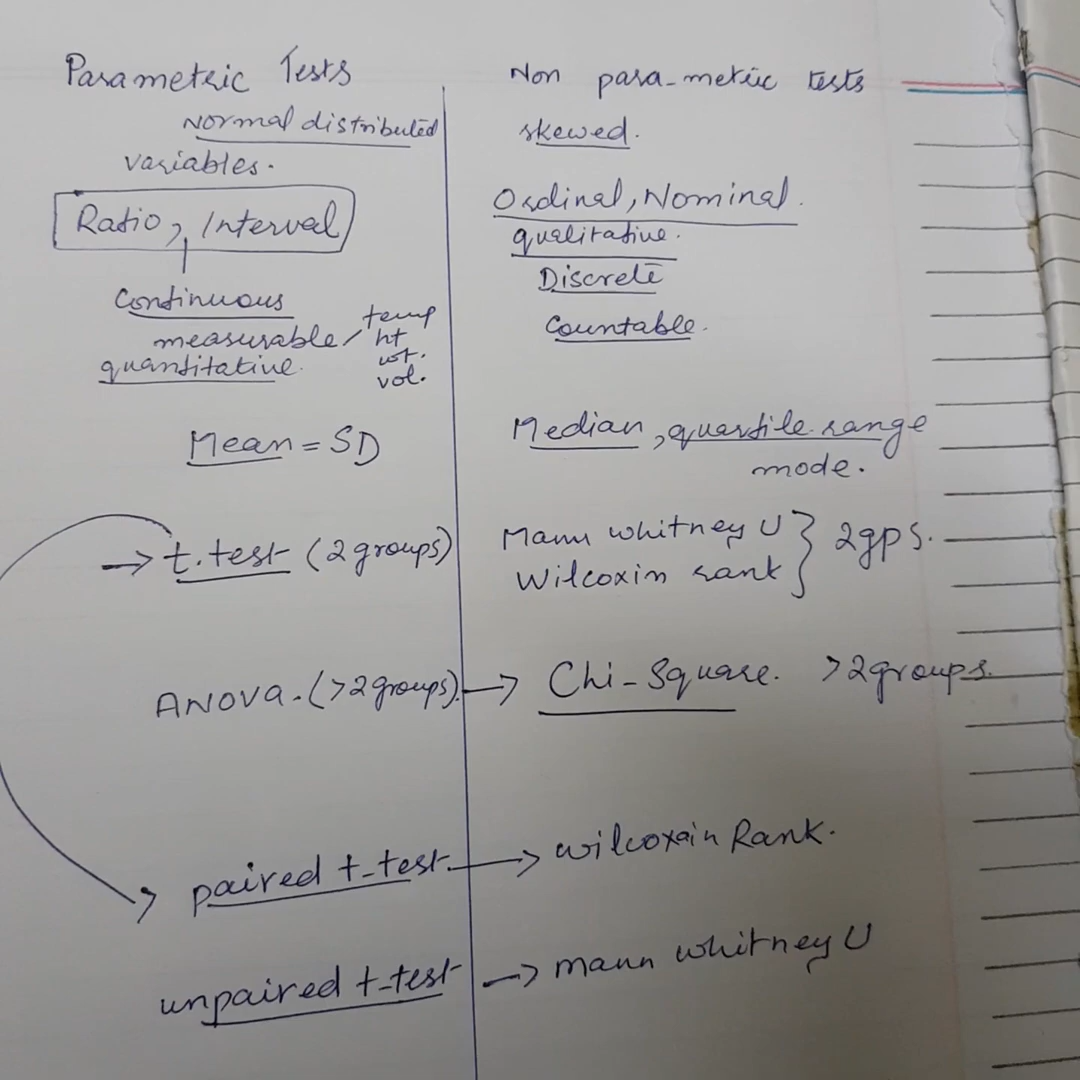 Parametric Tests
Normal distributed
variables.
Ratio, Interval
Continuous
measurable / temp
ht
wt.
vol.
quantitative.
Mean = SD
→ t.test (2 groups)
ANOVA. (>2groups). →
paired t-test. →
unpaired t-test →
Non para-metric tests
skewed.
Ordinal, Nominal.
qualitative.
Discrete
Countable.
Median, quartile range
mode.
Mann whitney U } 2gps.
Wilcoxin rank
Chi-Square. >2groups.
wilcoxain Rank.
mann whitney U